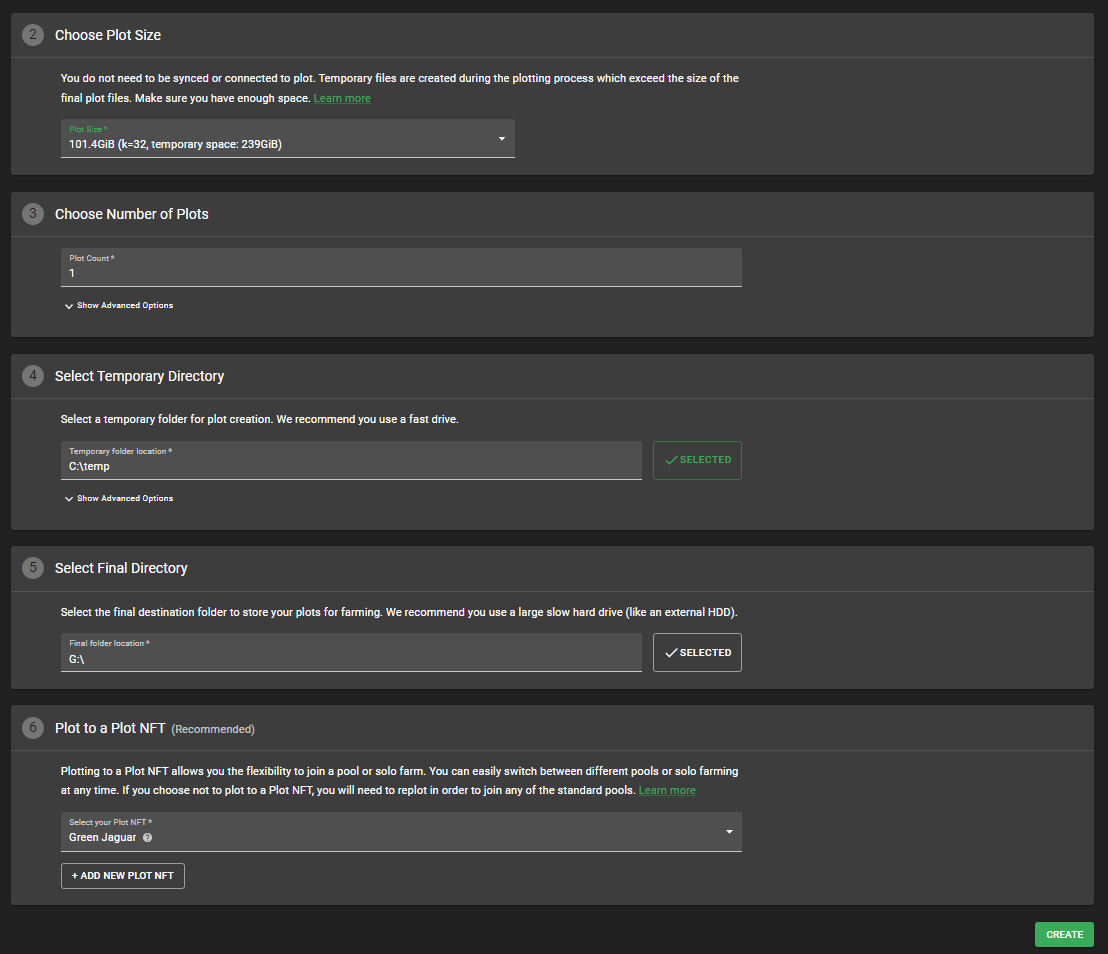 2 Choose Plot Size
You do not need to be synced or connected to plot. Temporary files are created during the plotting process which exceed the size of the
final plot files. Make sure you have enough space. Learn more
Plot Size *
101.4GiB (k=32, temporary space: 239GiB)
3 Choose Number of Plots
Plot Count *
1
Show Advanced Options
4 Select Temporary Directory
Select a temporary folder for plot creation. We recommend you use a fast drive.
Temporary folder location *
C:\temp
SELECTED
Show Advanced Options
5 Select Final Directory
Select the final destination folder to store your plots for farming. We recommend you use a large slow hard drive (like an external HDD).
Final folder location *
G:\
SELECTED
6 Plot to a Plot NFT (Recommended)
Plotting to a Plot NFT allows you the flexibility to join a pool or solo farm. You can easily switch between different pools or solo farming
at any time. If you choose not to plot to a Plot NFT, you will need to replot in order to join any of the standard pools. Learn more
Select your Plot NFT *
Green Jaguar ?
+ ADD NEW PLOT NFT
CREATE